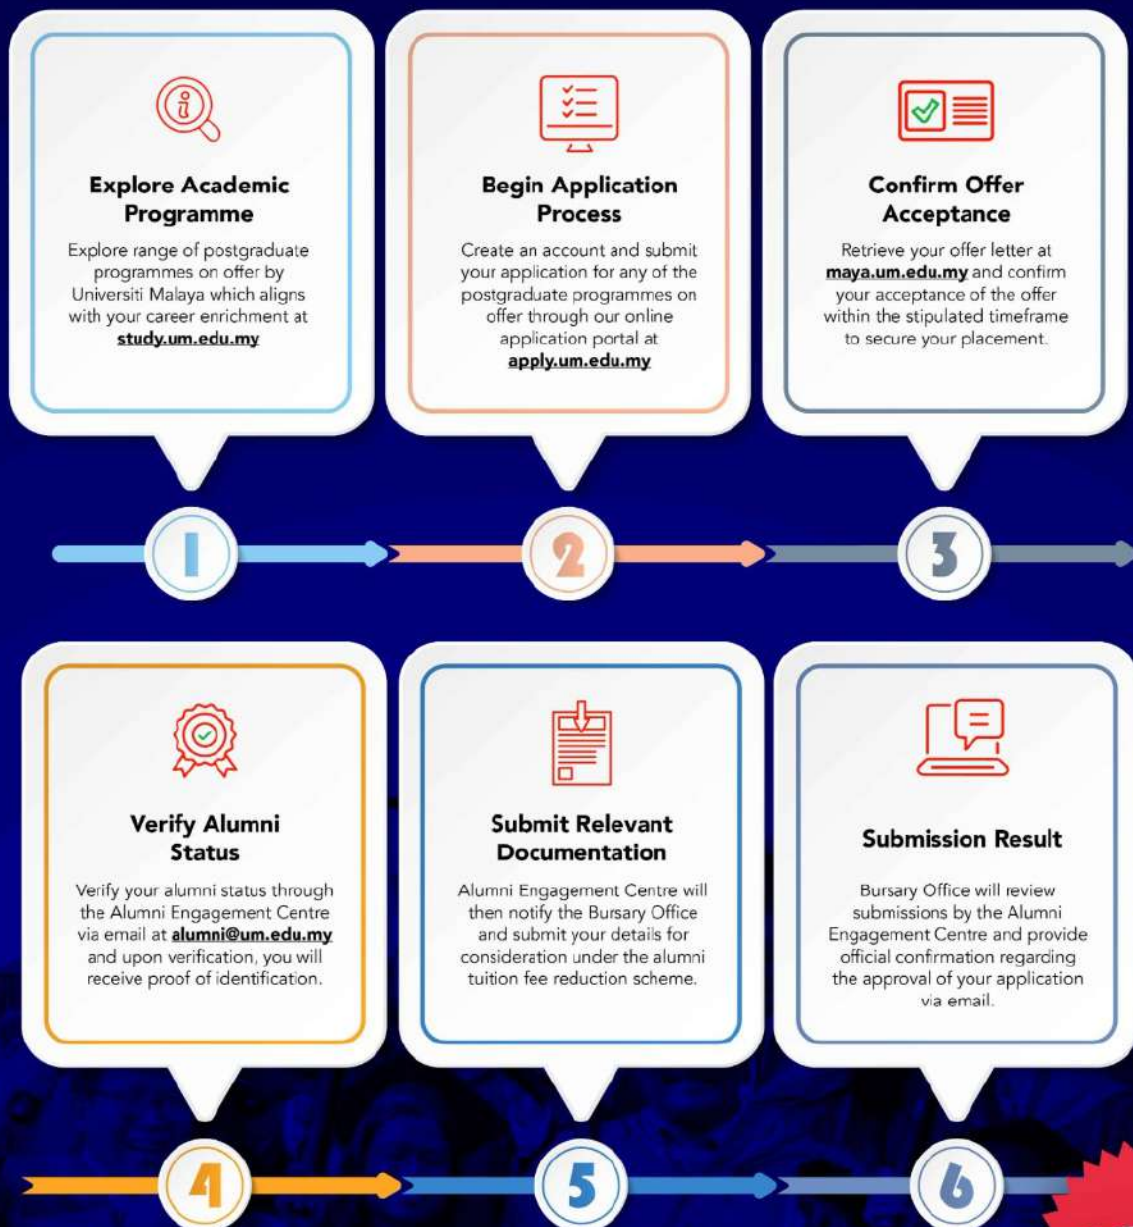 Explore Academic
Programme
Explore range of postgraduate
programmes on offer by
Universiti Malaya which aligns
with your career enrichment at
study.um.edu.my
Begin Application
Process
Create an account and submit
your application for any of the
postgraduate programmes on
offer through our online
application portal at
apply.um.edu.my
Confirm Offer
Acceptance
Retrieve your offer letter at
maya.um.edu.my and confirm
your acceptance of the offer
within the stipulated timeframe
to secure your placement.
1
2
3
Verify Alumni
Status
Verify your alumni status through
the Alumni Engagement Centre
via email at alumni@um.edu.my
and upon verification, you will
receive proof of identification.
Submit Relevant
Documentation
Alumni Engagement Centre will
then notify the Bursary Office
and submit your details for
consideration under the alumni
tuition fee reduction scheme.
Submission Result
Bursary Office will review
submissions by the Alumni
Engagement Centre and provide
official confirmation regarding
the approval of your application
via email.
4
5
6